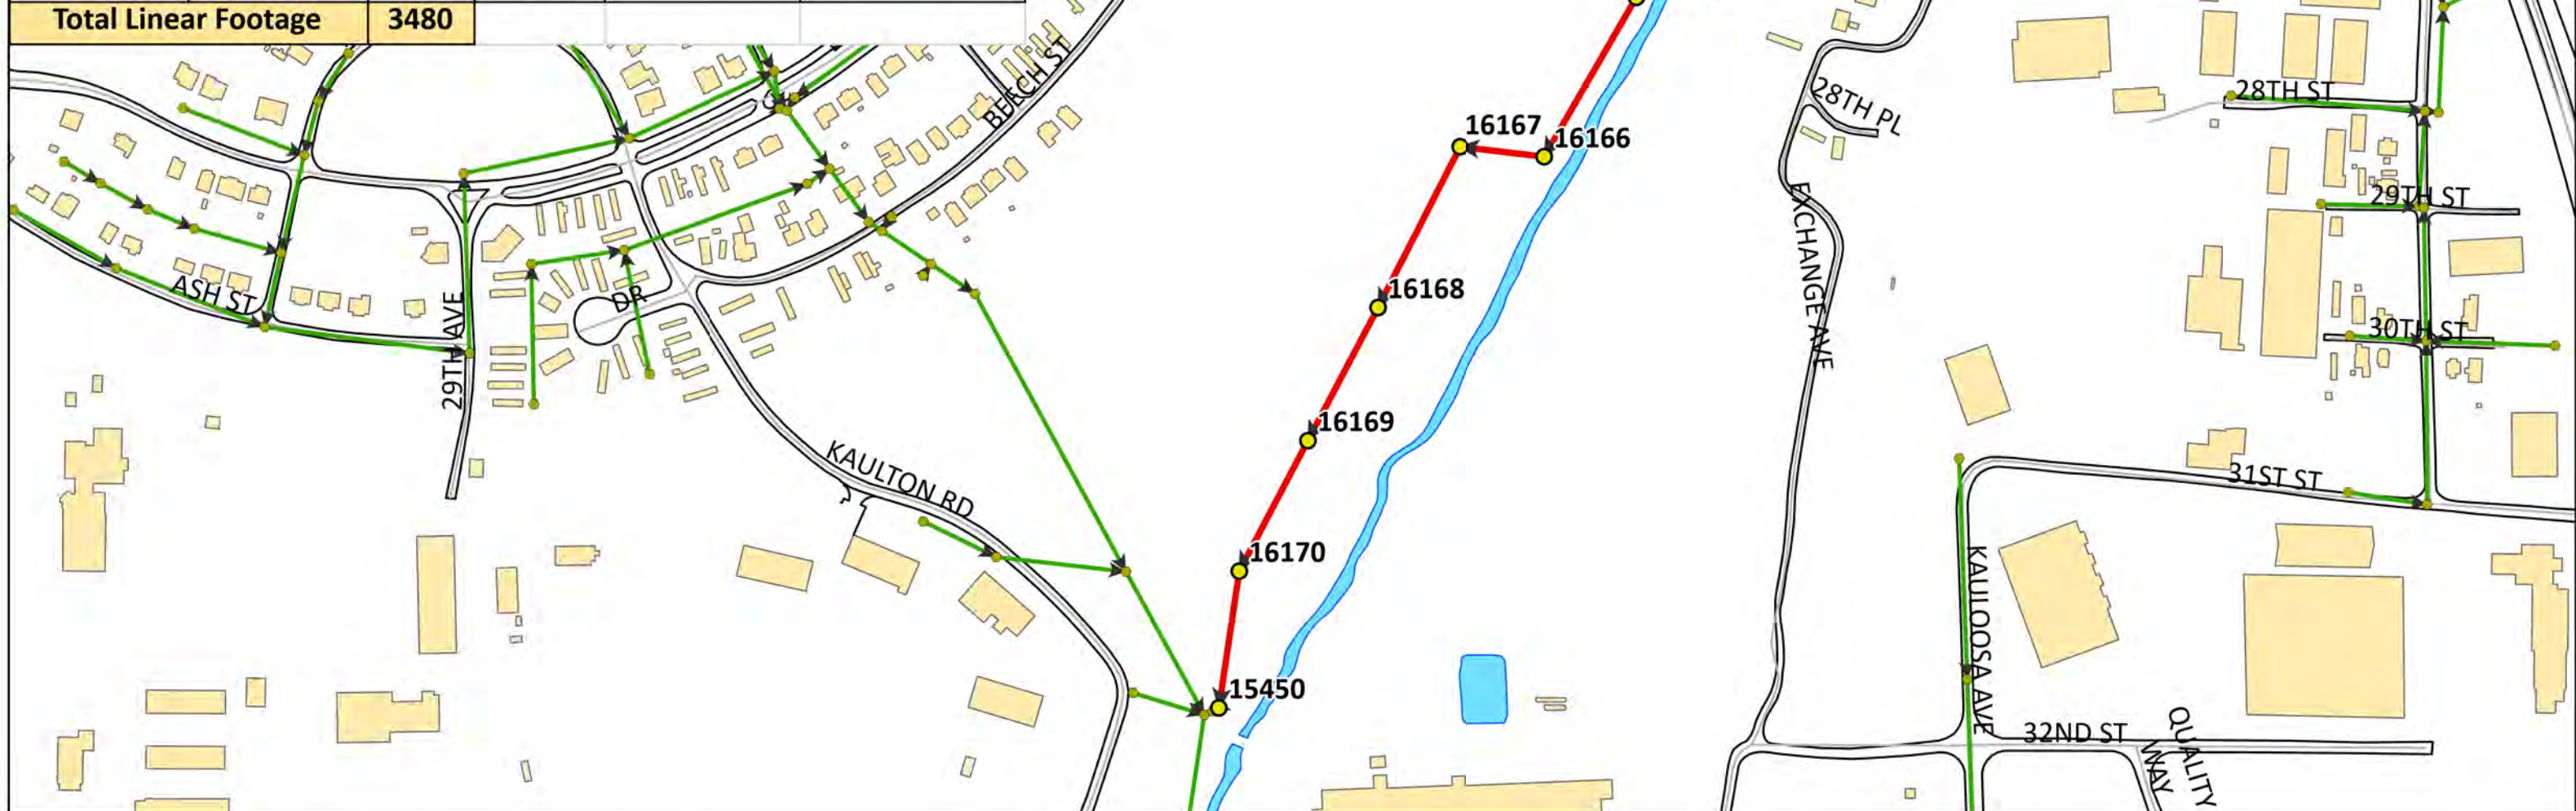 Total Linear Footage 3480
BEECH ST
28TH ST
28TH PL
16167
16166
29TH ST
EXCHANGE AVE
16168
ASH ST
DR
29TH AVE
30TH ST
16169
KAULTON RD
31ST ST
16170
KAULOOSA AVE
15450
32ND ST
QUALITY
WAY